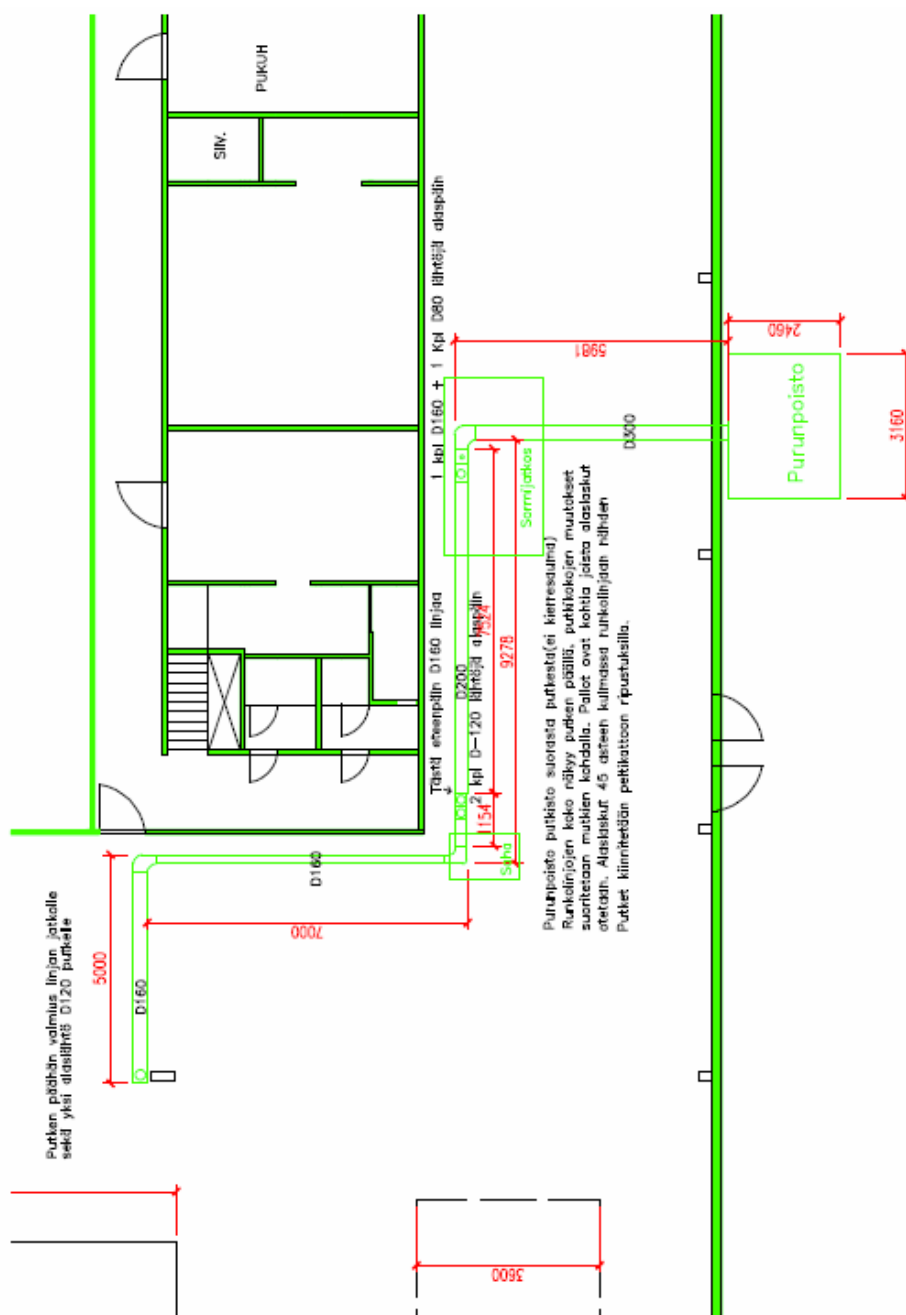 PUKUH
SIIV.
1 kpl D160 + 1 Kpl D80 lähtöjä alaspäin
Tästä eteenpäin D160 linjaa
2 kpl D-120 lähtöjä alaspäin
D200
7524
9278
1154
Sormijatkos
Saha
5981
D300
2460
3160
Purunpoisto
Purunpoisto putkisto suorasta putkesta(ei kierresauma)
Runkolinjojen koko näkyy putken päällä, putkikokojen muutokset
suoritetaan mutkien kohdalla. Pallot ovat kohtia joista alaslaskut
otetaan. Alaslaskut 45 asteen kulmassa runkolinjaan nähden
Putket kiinnitetään peltikattoon ripustuksilla.
D160
7000
5000
D160
Putken päähän valmius linjan jatkolle
sekä yksi alaslähtö D120 putkelle
3600